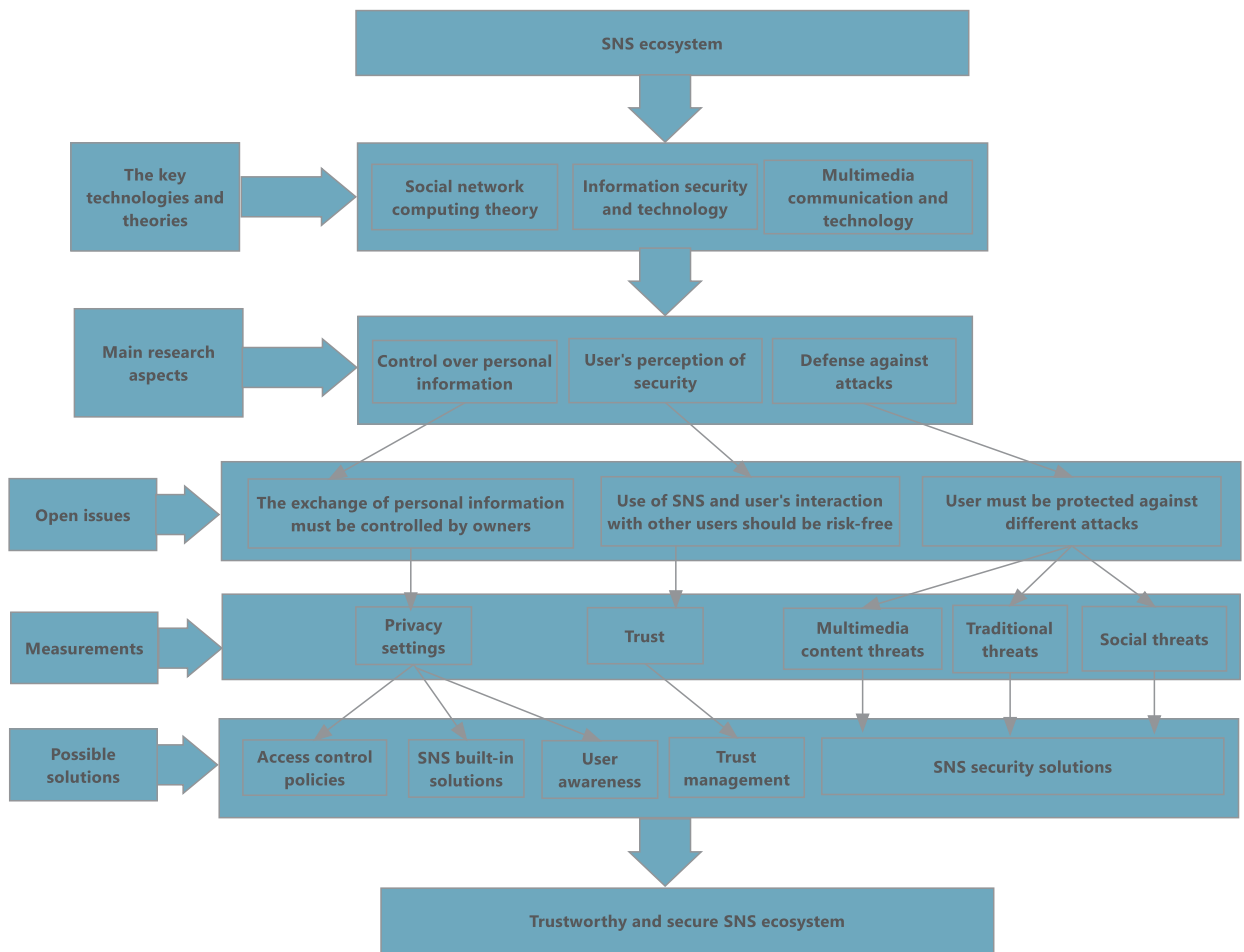 SNS ecosystem
The key
technologies and
theories
Social network
computing theory
Information security
and technology
Multimedia
communication and
technology
Main research
aspects
Control over personal
information
User's perception of
security
Defense against
attacks
Open issues
The exchange of personal information
must be controlled by owners
Use of SNS and user's interaction
with other users should be risk-free
User must be protected against
different attacks
Measurements
Privacy
settings
Trust
Multimedia
content threats
Traditional
threats
Social threats
Possible
solutions
Access control
policies
SNS built-in
solutions
User
awareness
Trust
management
SNS security solutions
Trustworthy and secure SNS ecosystem